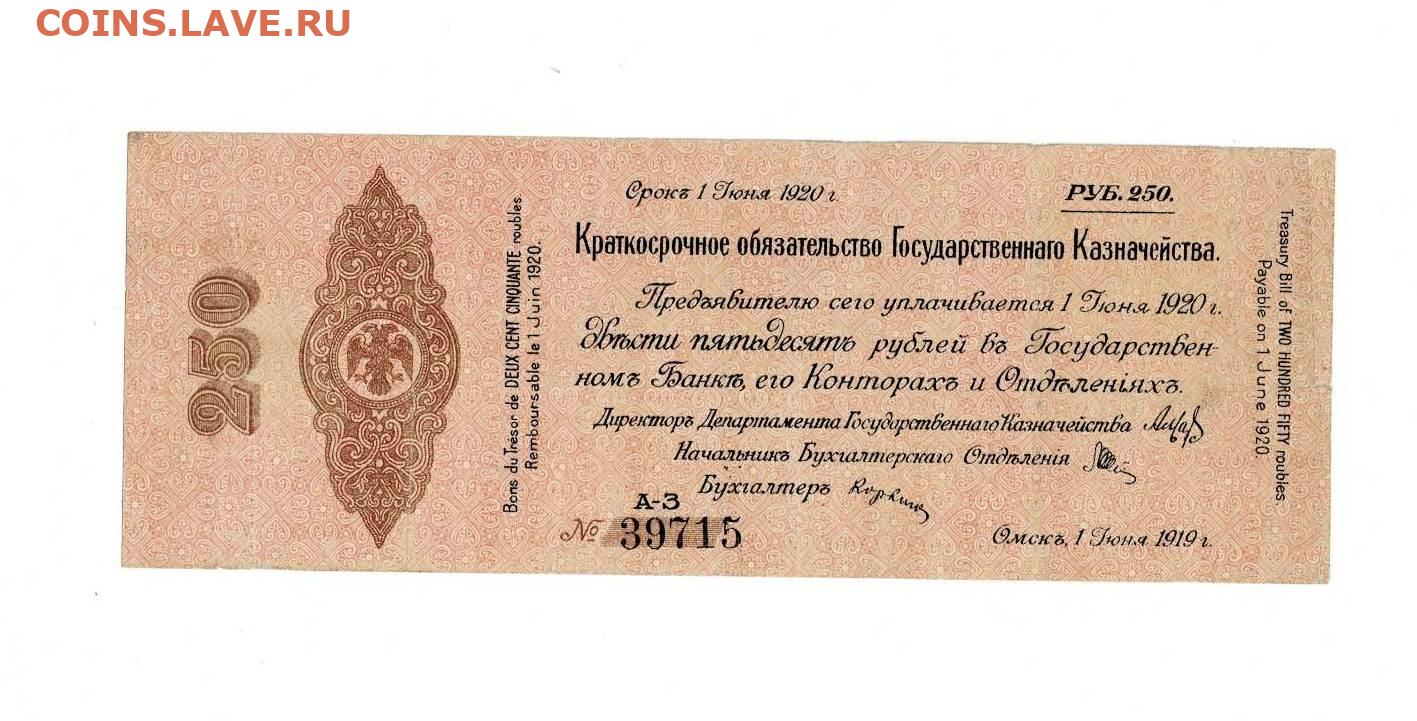 COINS.LAVE.RU
250
Bons du Trésor de DEUX CENT CINQUANTE roubles.
Remboursable le 1 Juin 1920.
Срокъ 1 Іюня 1920 г.
РУБ. 250.
Краткосрочное обязательство Государственнаго Казначейства.
Предъявителю сего уплачивается 1 Іюня 1920 г.
двѣсти пятьдесятъ рублей въ Государствен-
номъ Банкѣ, его Конторахъ и Отдѣленіяхъ.
Директоръ Департамента Государственнаго Казначейства
Начальникъ Бухгалтерскаго Отдѣленія
Бухгалтеръ
А-З
№ 39715
Омскъ, 1 Іюня 1919 г.
Treasury Bill of TWO HUNDRED FIFTY roubles.
Payable on 1 June 1920.